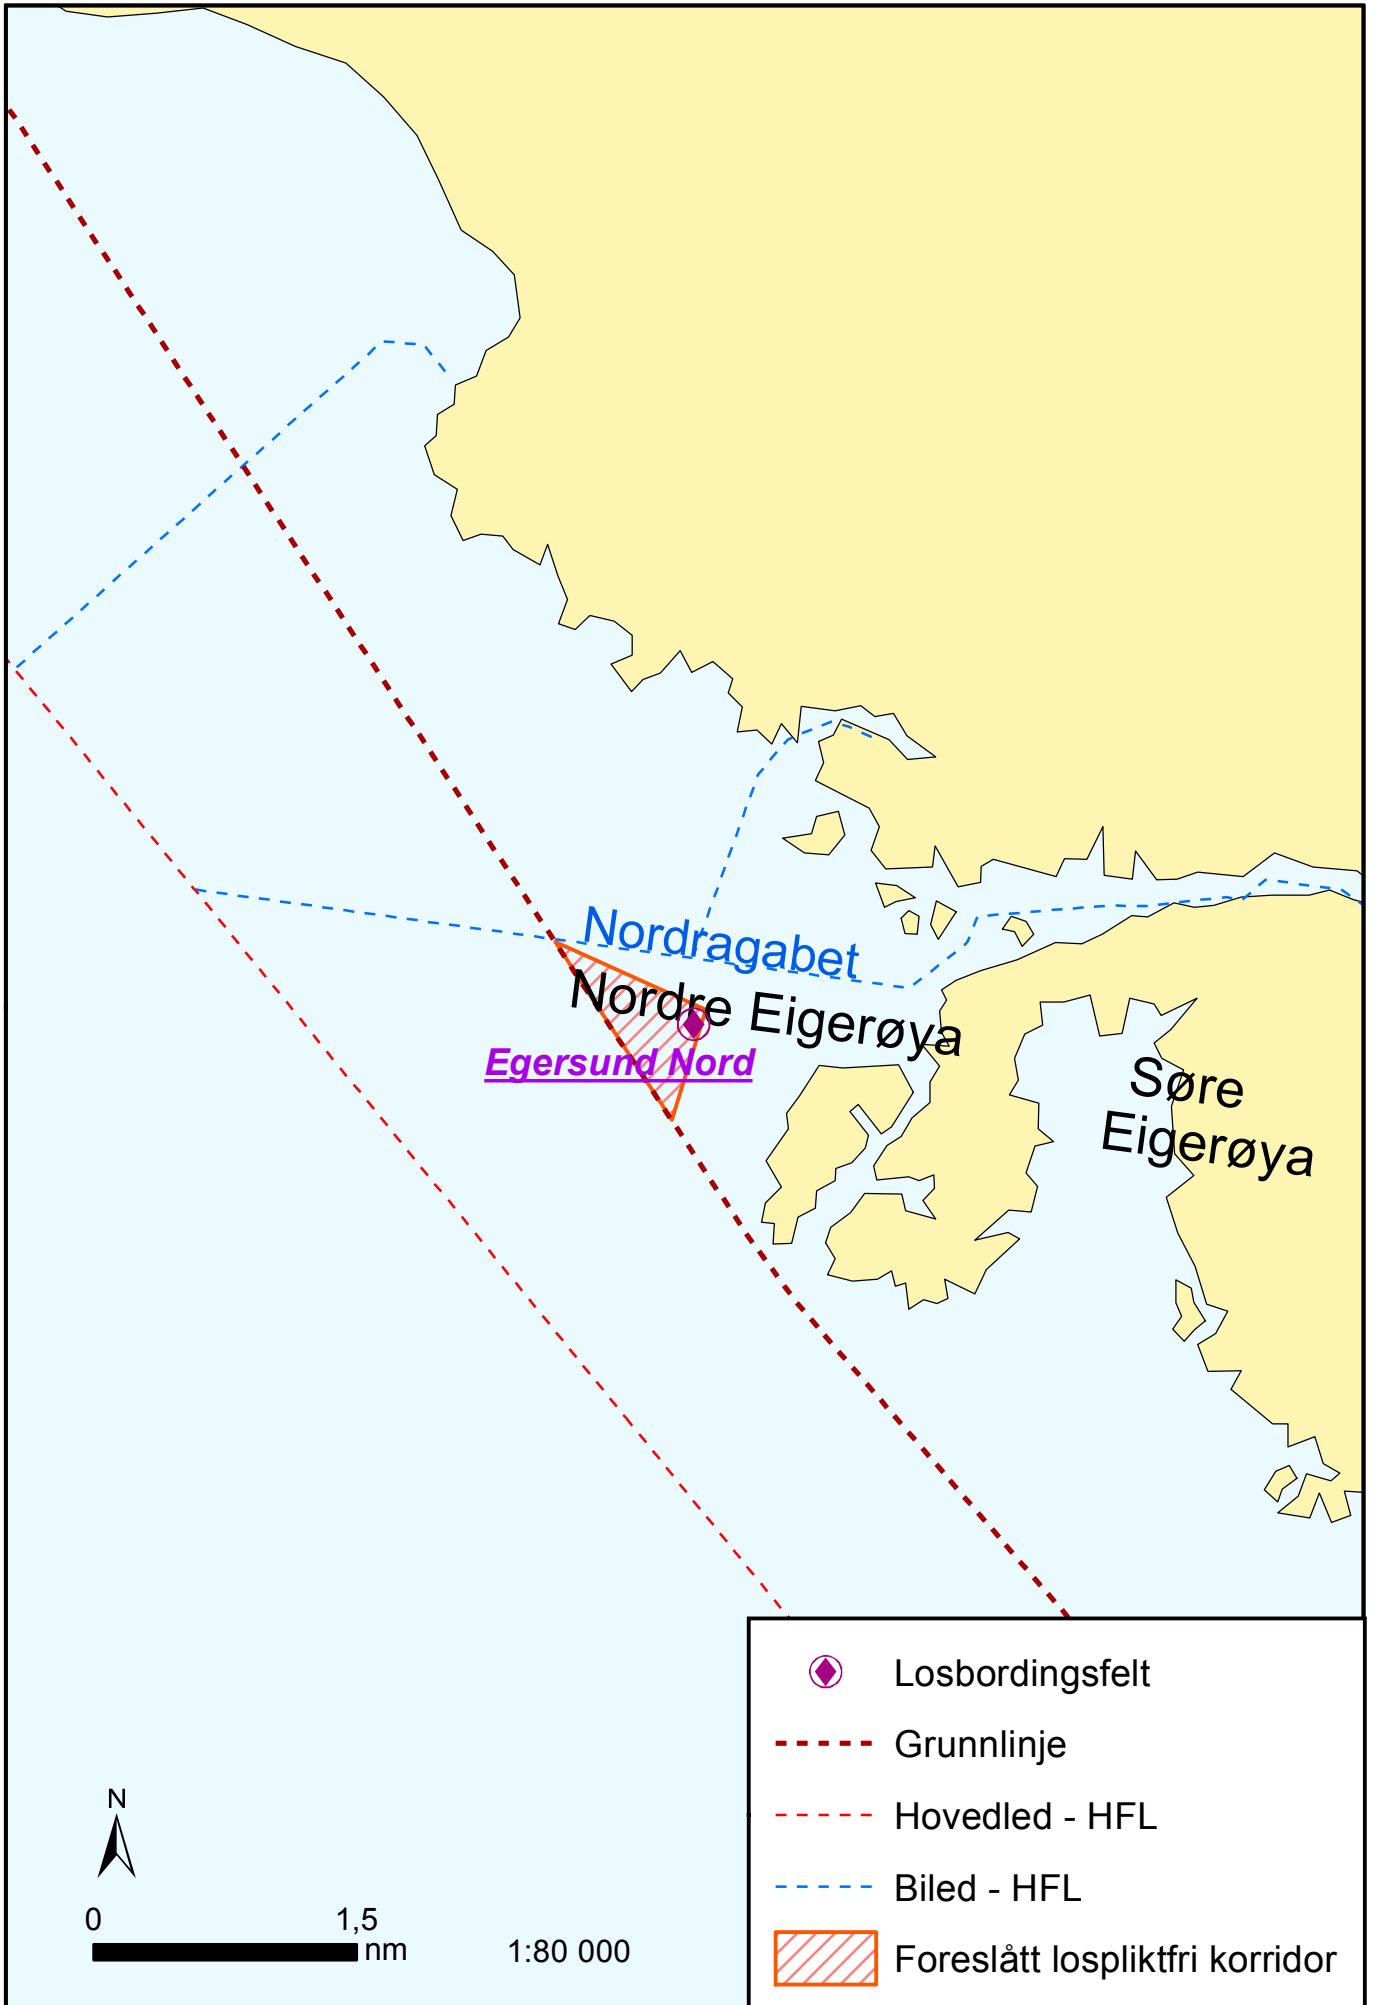 Nordragabet
Nordre Eigerøya
Egersund Nord
Søre
Eigerøya
Losbordingsfelt
Grunnlinje
Hovedled - HFL
Biled - HFL
Foreslått lospliktfri korridor
N
0 1,5
nm
1:80 000